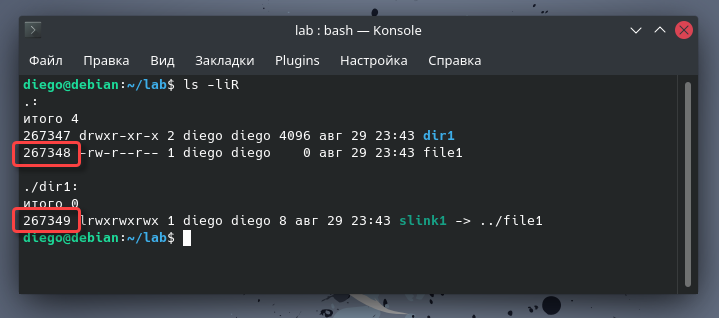 lab : bash — Konsole
Файл Правка Вид Закладки Plugins Настройка Справка
diego@debian:~/lab$ ls -liR
.:
итого 4
267347 drwxr-xr-x 2 diego diego 4096 авг 29 23:43 dir1
267348 -rw-r--r-- 1 diego diego    0 авг 29 23:43 file1
./dir1:
итого 0
267349 lrwxrwxrwx 1 diego diego 8 авг 29 23:43 slink1 -> ../file1
diego@debian:~/lab$